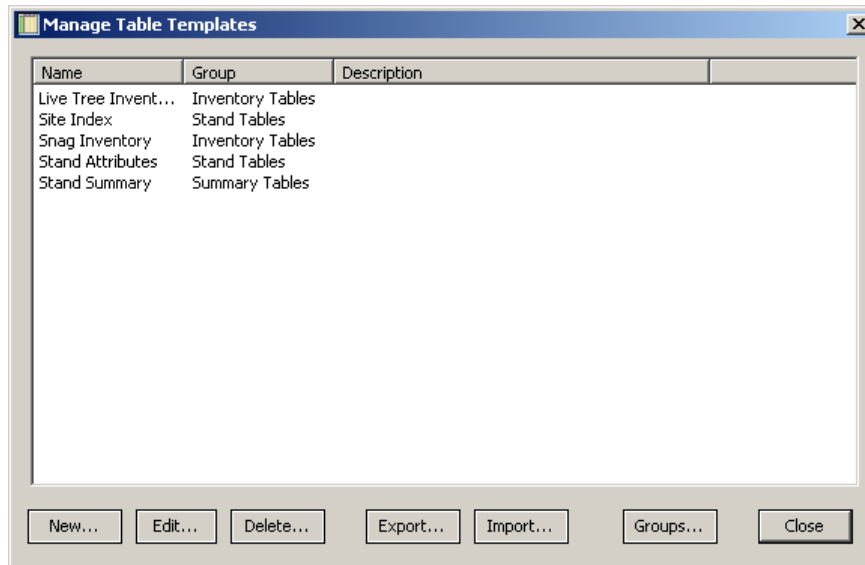 Manage Table Templates
Name Group Description
Live Tree Invent... Inventory Tables
Site Index Stand Tables
Snag Inventory Inventory Tables
Stand Attributes Stand Tables
Stand Summary Summary Tables
New... Edit... Delete... Export... Import... Groups... Close